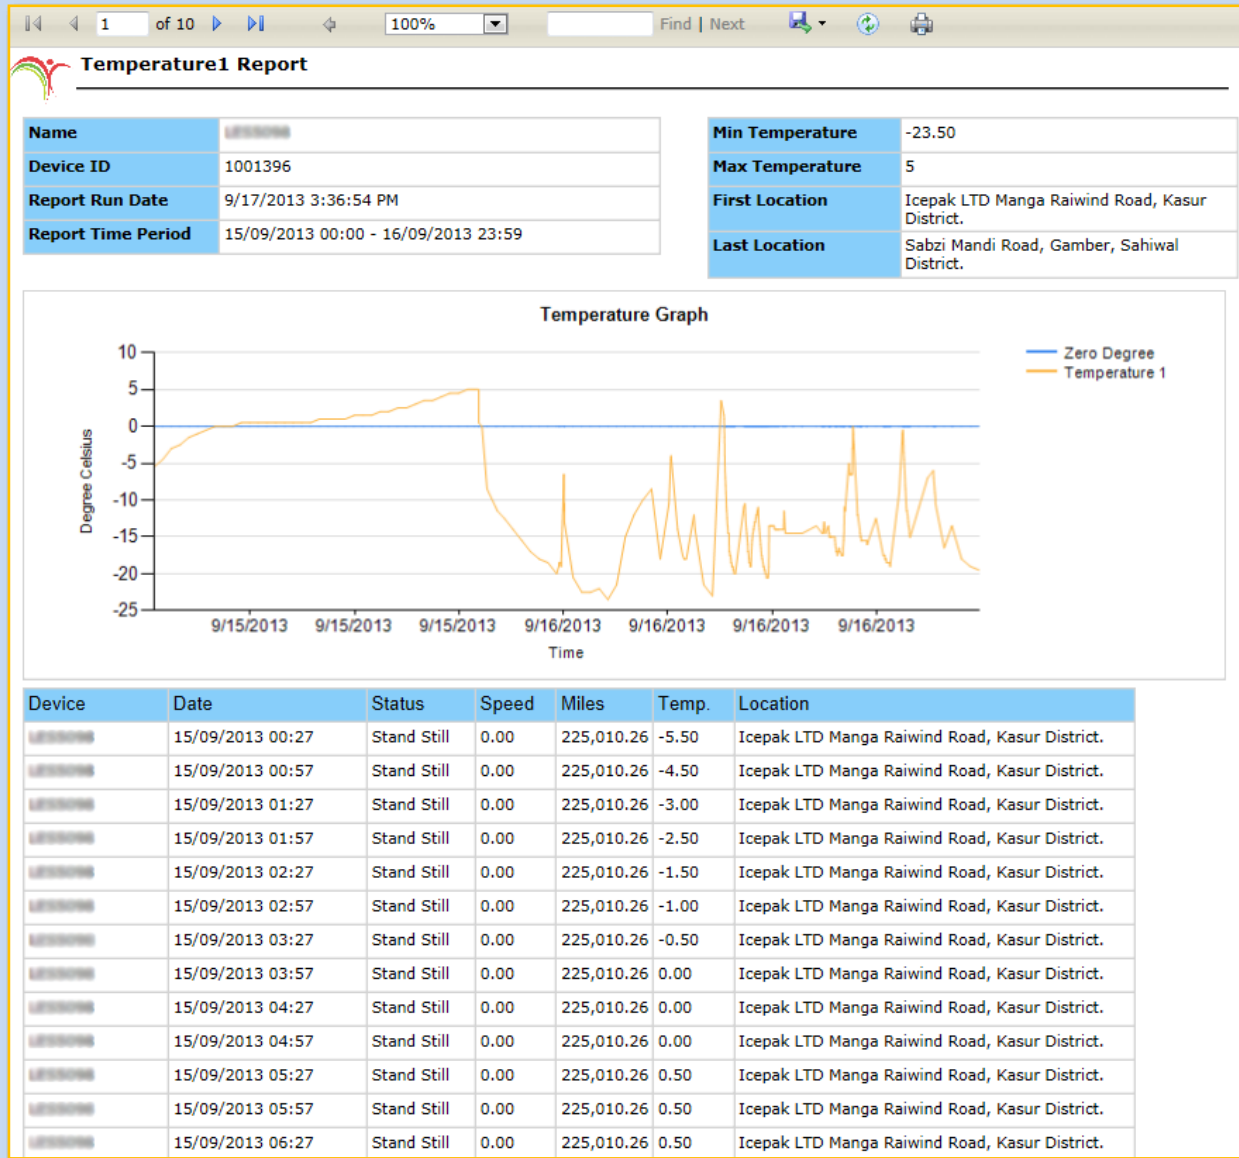 1 of 10 100% Find | Next
Temperature1 Report
Name
Device ID 1001396
Report Run Date 9/17/2013 3:36:54 PM
Report Time Period 15/09/2013 00:00 - 16/09/2013 23:59
Min Temperature -23.50
Max Temperature 5
First Location Icepak LTD Manga Raiwind Road, Kasur
District.
Last Location Sabzi Mandi Road, Gamber, Sahiwal
District.
Temperature Graph
Zero Degree
Temperature 1
10
5
0
-5
-10
-15
-20
-25
Degree Celsius
9/15/2013 9/15/2013 9/15/2013 9/16/2013 9/16/2013 9/16/2013 9/16/2013
Time
Device Date Status Speed Miles Temp. Location
15/09/2013 00:27 Stand Still 0.00 225,010.26 -5.50 Icepak LTD Manga Raiwind Road, Kasur District.
15/09/2013 00:57 Stand Still 0.00 225,010.26 -4.50 Icepak LTD Manga Raiwind Road, Kasur District.
15/09/2013 01:27 Stand Still 0.00 225,010.26 -3.00 Icepak LTD Manga Raiwind Road, Kasur District.
15/09/2013 01:57 Stand Still 0.00 225,010.26 -2.50 Icepak LTD Manga Raiwind Road, Kasur District.
15/09/2013 02:27 Stand Still 0.00 225,010.26 -1.50 Icepak LTD Manga Raiwind Road, Kasur District.
15/09/2013 02:57 Stand Still 0.00 225,010.26 -1.00 Icepak LTD Manga Raiwind Road, Kasur District.
15/09/2013 03:27 Stand Still 0.00 225,010.26 -0.50 Icepak LTD Manga Raiwind Road, Kasur District.
15/09/2013 03:57 Stand Still 0.00 225,010.26 0.00 Icepak LTD Manga Raiwind Road, Kasur District.
15/09/2013 04:27 Stand Still 0.00 225,010.26 0.00 Icepak LTD Manga Raiwind Road, Kasur District.
15/09/2013 04:57 Stand Still 0.00 225,010.26 0.00 Icepak LTD Manga Raiwind Road, Kasur District.
15/09/2013 05:27 Stand Still 0.00 225,010.26 0.50 Icepak LTD Manga Raiwind Road, Kasur District.
15/09/2013 05:57 Stand Still 0.00 225,010.26 0.50 Icepak LTD Manga Raiwind Road, Kasur District.
15/09/2013 06:27 Stand Still 0.00 225,010.26 0.50 Icepak LTD Manga Raiwind Road, Kasur District.